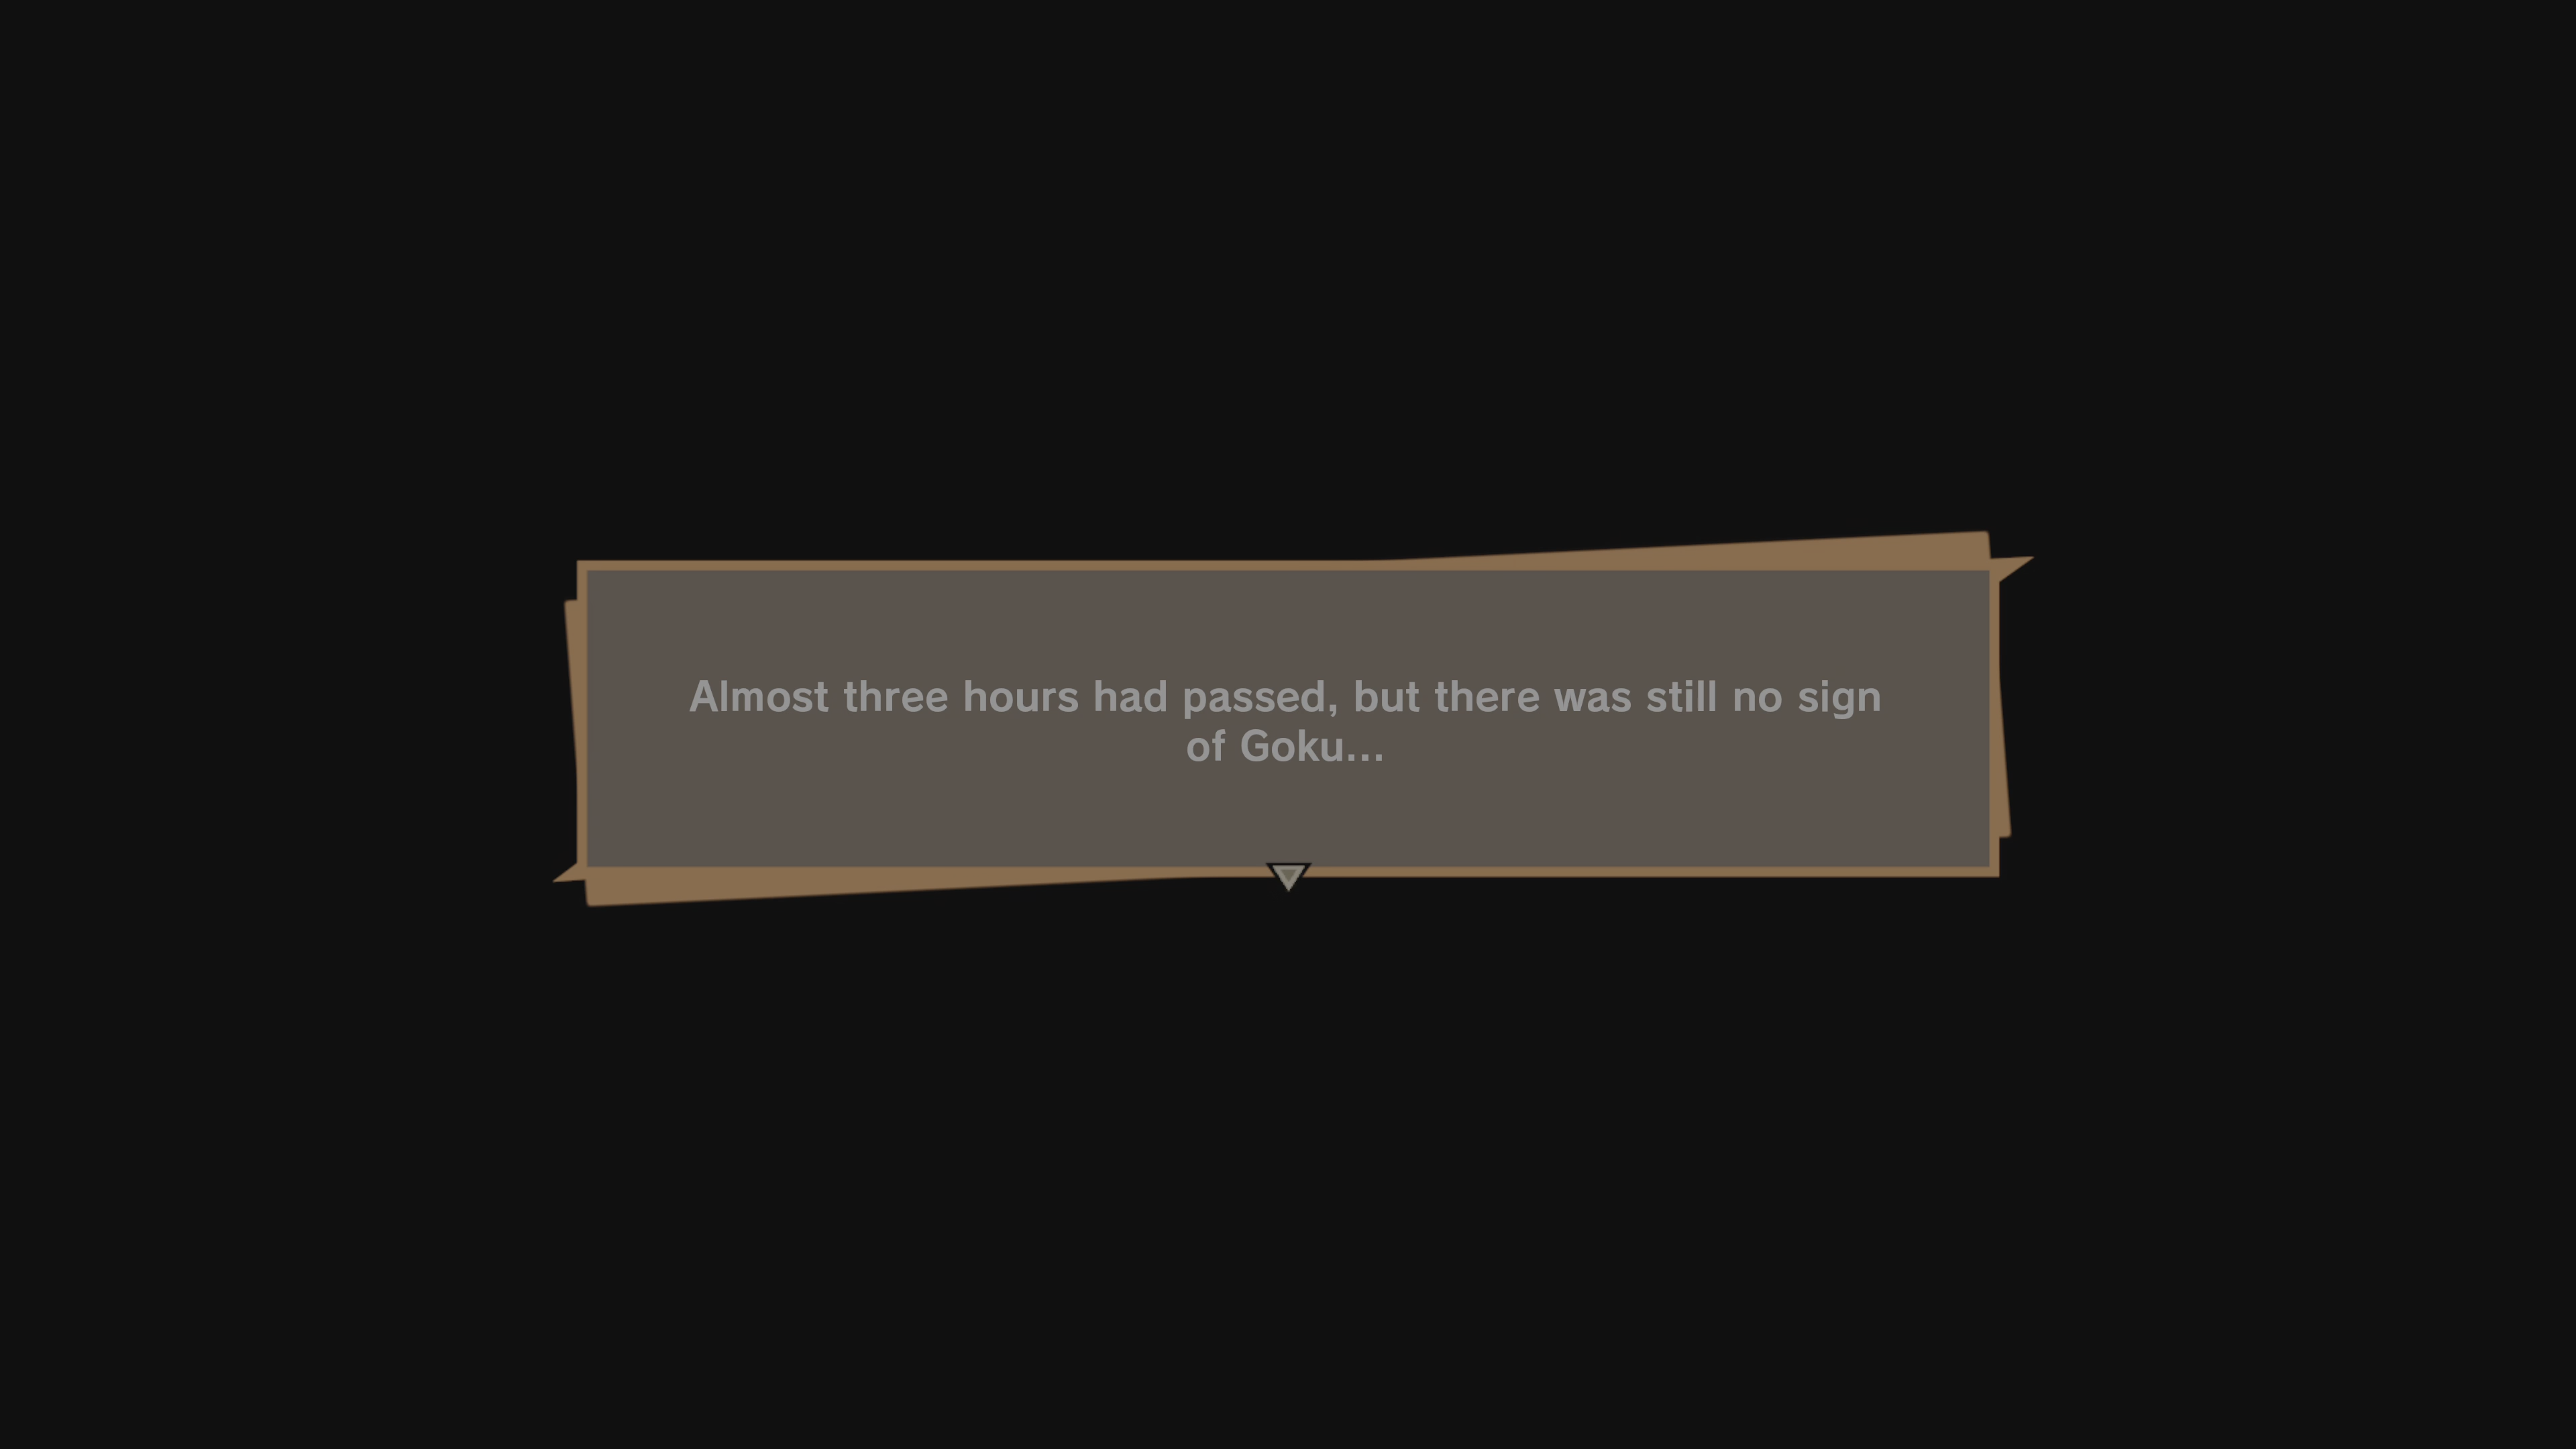 Almost three hours had passed, but there was still no sign
of Goku...